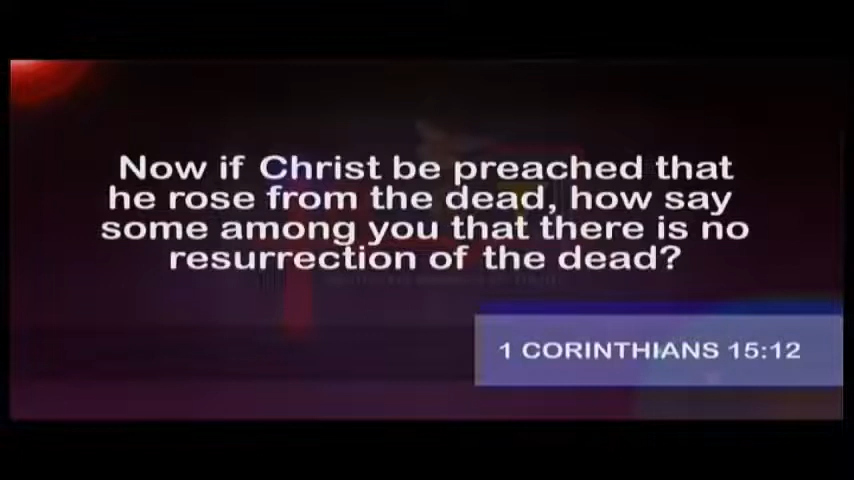 Now if Christ be preached that
he rose from the dead, how say
some among you that there is no
resurrection of the dead?
1 CORINTHIANS 15:12